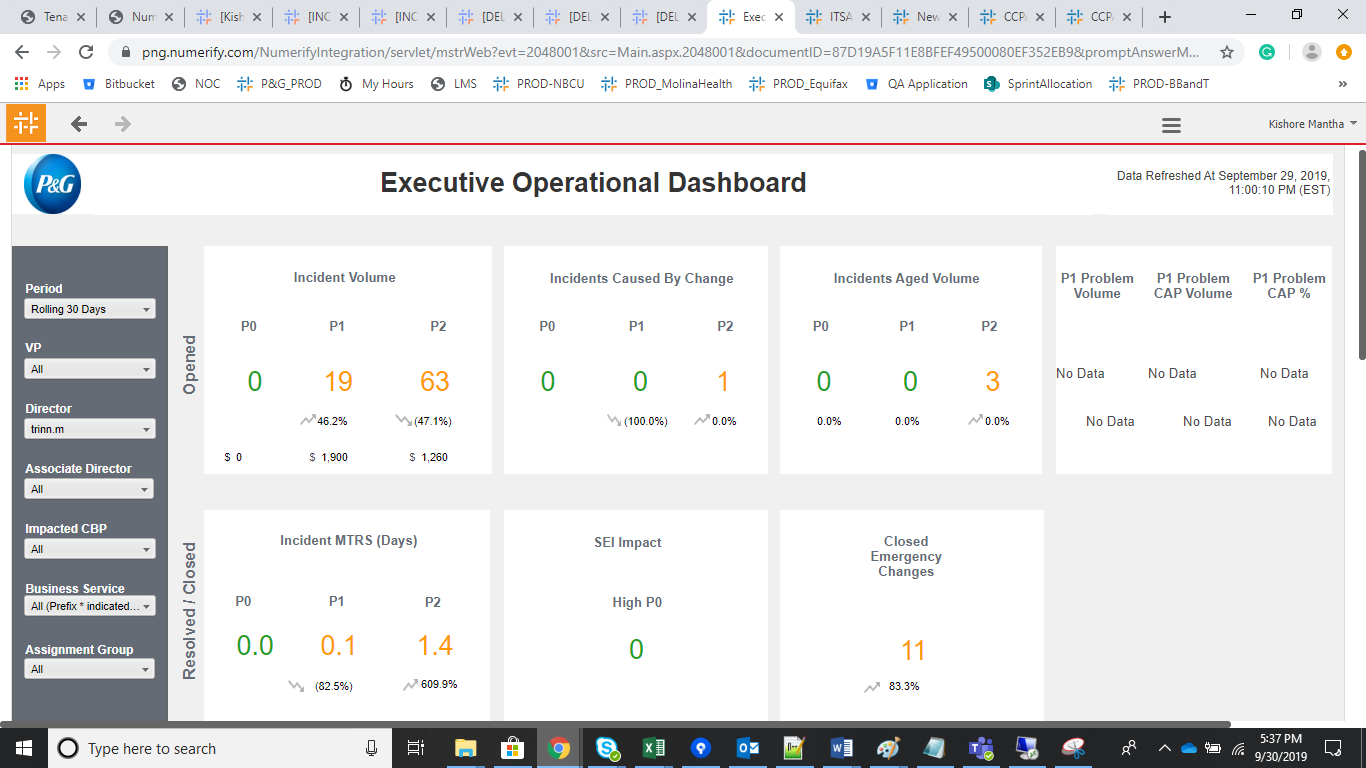 Tena
Num
[Kish
[INC
[INC
[DEL
[DEL
[DEL
Exec
ITSA
New
CCPA
CCPA
png.numerify.com/NumerifyIntegration/servlet/mstrWeb?evt=2048001&src=Main.aspx.2048001&documentID=87D19A5F11E8BFEF49500080EF352EB9&promptAnswerM...
Apps Bitbucket NOC P&G_PROD My Hours LMS PROD-NBCU PROD_MolinaHealth PROD_Equifax QA Application SprintAllocation PROD-BBandT »
Kishore Mantha
P&G
Executive Operational Dashboard
Data Refreshed At September 29, 2019,
11:00:10 PM (EST)
Period
Rolling 30 Days
VP
All
Director
trinn.m
Associate Director
All
Impacted CBP
All
Business Service
All (Prefix * indicated...
Assignment Group
All
Opened
Incident Volume
P0 P1 P2
0 19 63
46.2% (47.1%)
$ 0 $ 1,900 $ 1,260
Incidents Caused By Change
P0 P1 P2
0 0 1
(100.0%) 0.0%
Incidents Aged Volume
P0 P1 P2
0 0 3
0.0% 0.0% 0.0%
P1 Problem Volume
P1 Problem CAP Volume
P1 Problem CAP %
No Data No Data No Data
No Data No Data No Data
Resolved / Closed
Incident MTRS (Days)
P0 P1 P2
0.0 0.1 1.4
(82.5%) 609.9%
SEI Impact
High P0
0
Closed
Emergency
Changes
11
83.3%
Type here to search
5:37 PM
9/30/2019